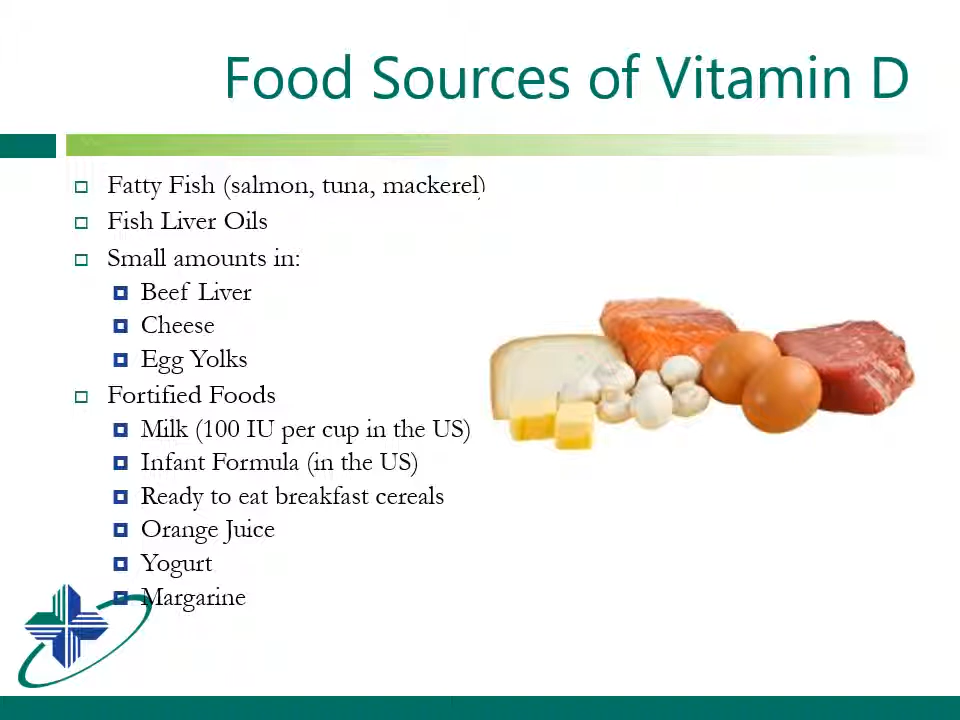 Food Sources of Vitamin D
Fatty Fish (salmon, tuna, mackerel)
Fish Liver Oils
Small amounts in:
Beef Liver
Cheese
Egg Yolks
Fortified Foods
Milk (100 IU per cup in the US)
Infant Formula (in the US)
Ready to eat breakfast cereals
Orange Juice
Yogurt
Margarine